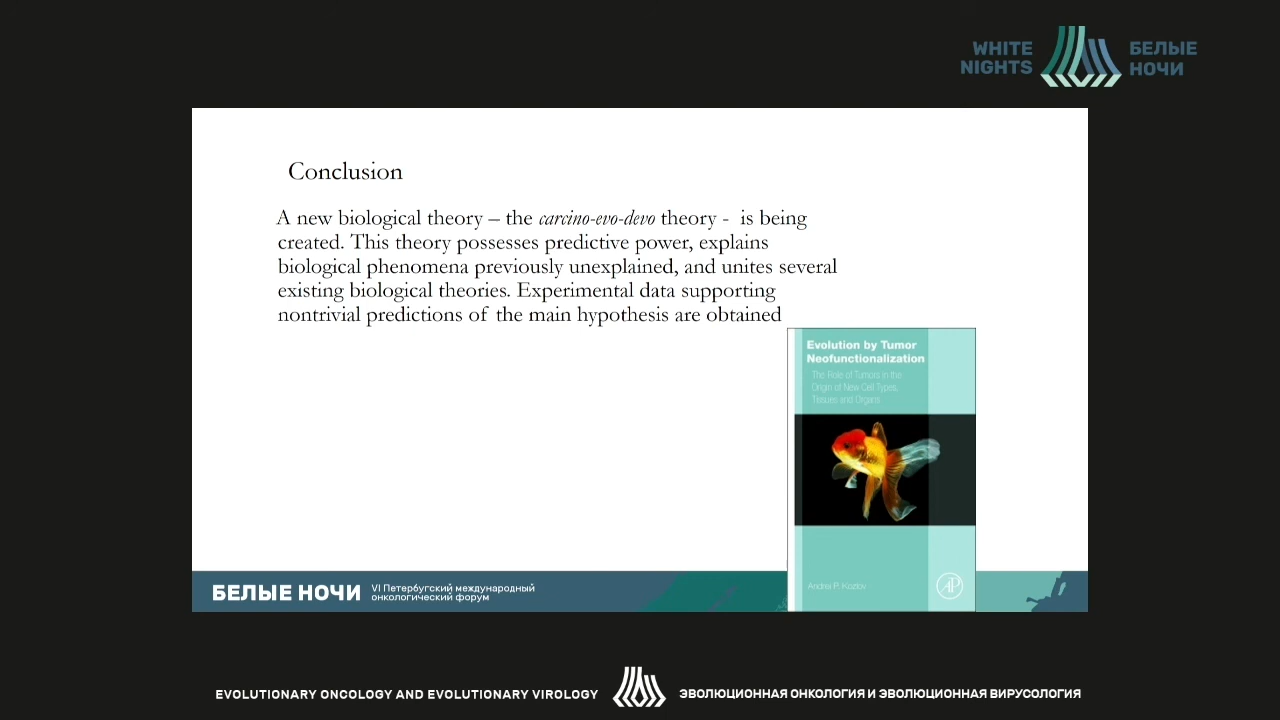 WHITE
NIGHTS
БЕЛЫЕ
НОЧИ
Conclusion
A new biological theory – the carcino-evo-devo theory - is being
created. This theory possesses predictive power, explains
biological phenomena previously unexplained, and unites several
existing biological theories. Experimental data supporting
nontrivial predictions of the main hypothesis are obtained
Evolution by Tumor
Neofunctionalization
The Role of Tumors in the
Origin of New Cell Types,
Tissues and Organs
Andrei P. Kozlov
AP
БЕЛЫЕ НОЧИ
VI Петербугский международный
онкологический форум
EVOLUTIONARY ONCOLOGY AND EVOLUTIONARY VIROLOGY
ЭВОЛЮЦИОННАЯ ОНКОЛОГИЯ И ЭВОЛЮЦИОННАЯ ВИРУСОЛОГИЯ